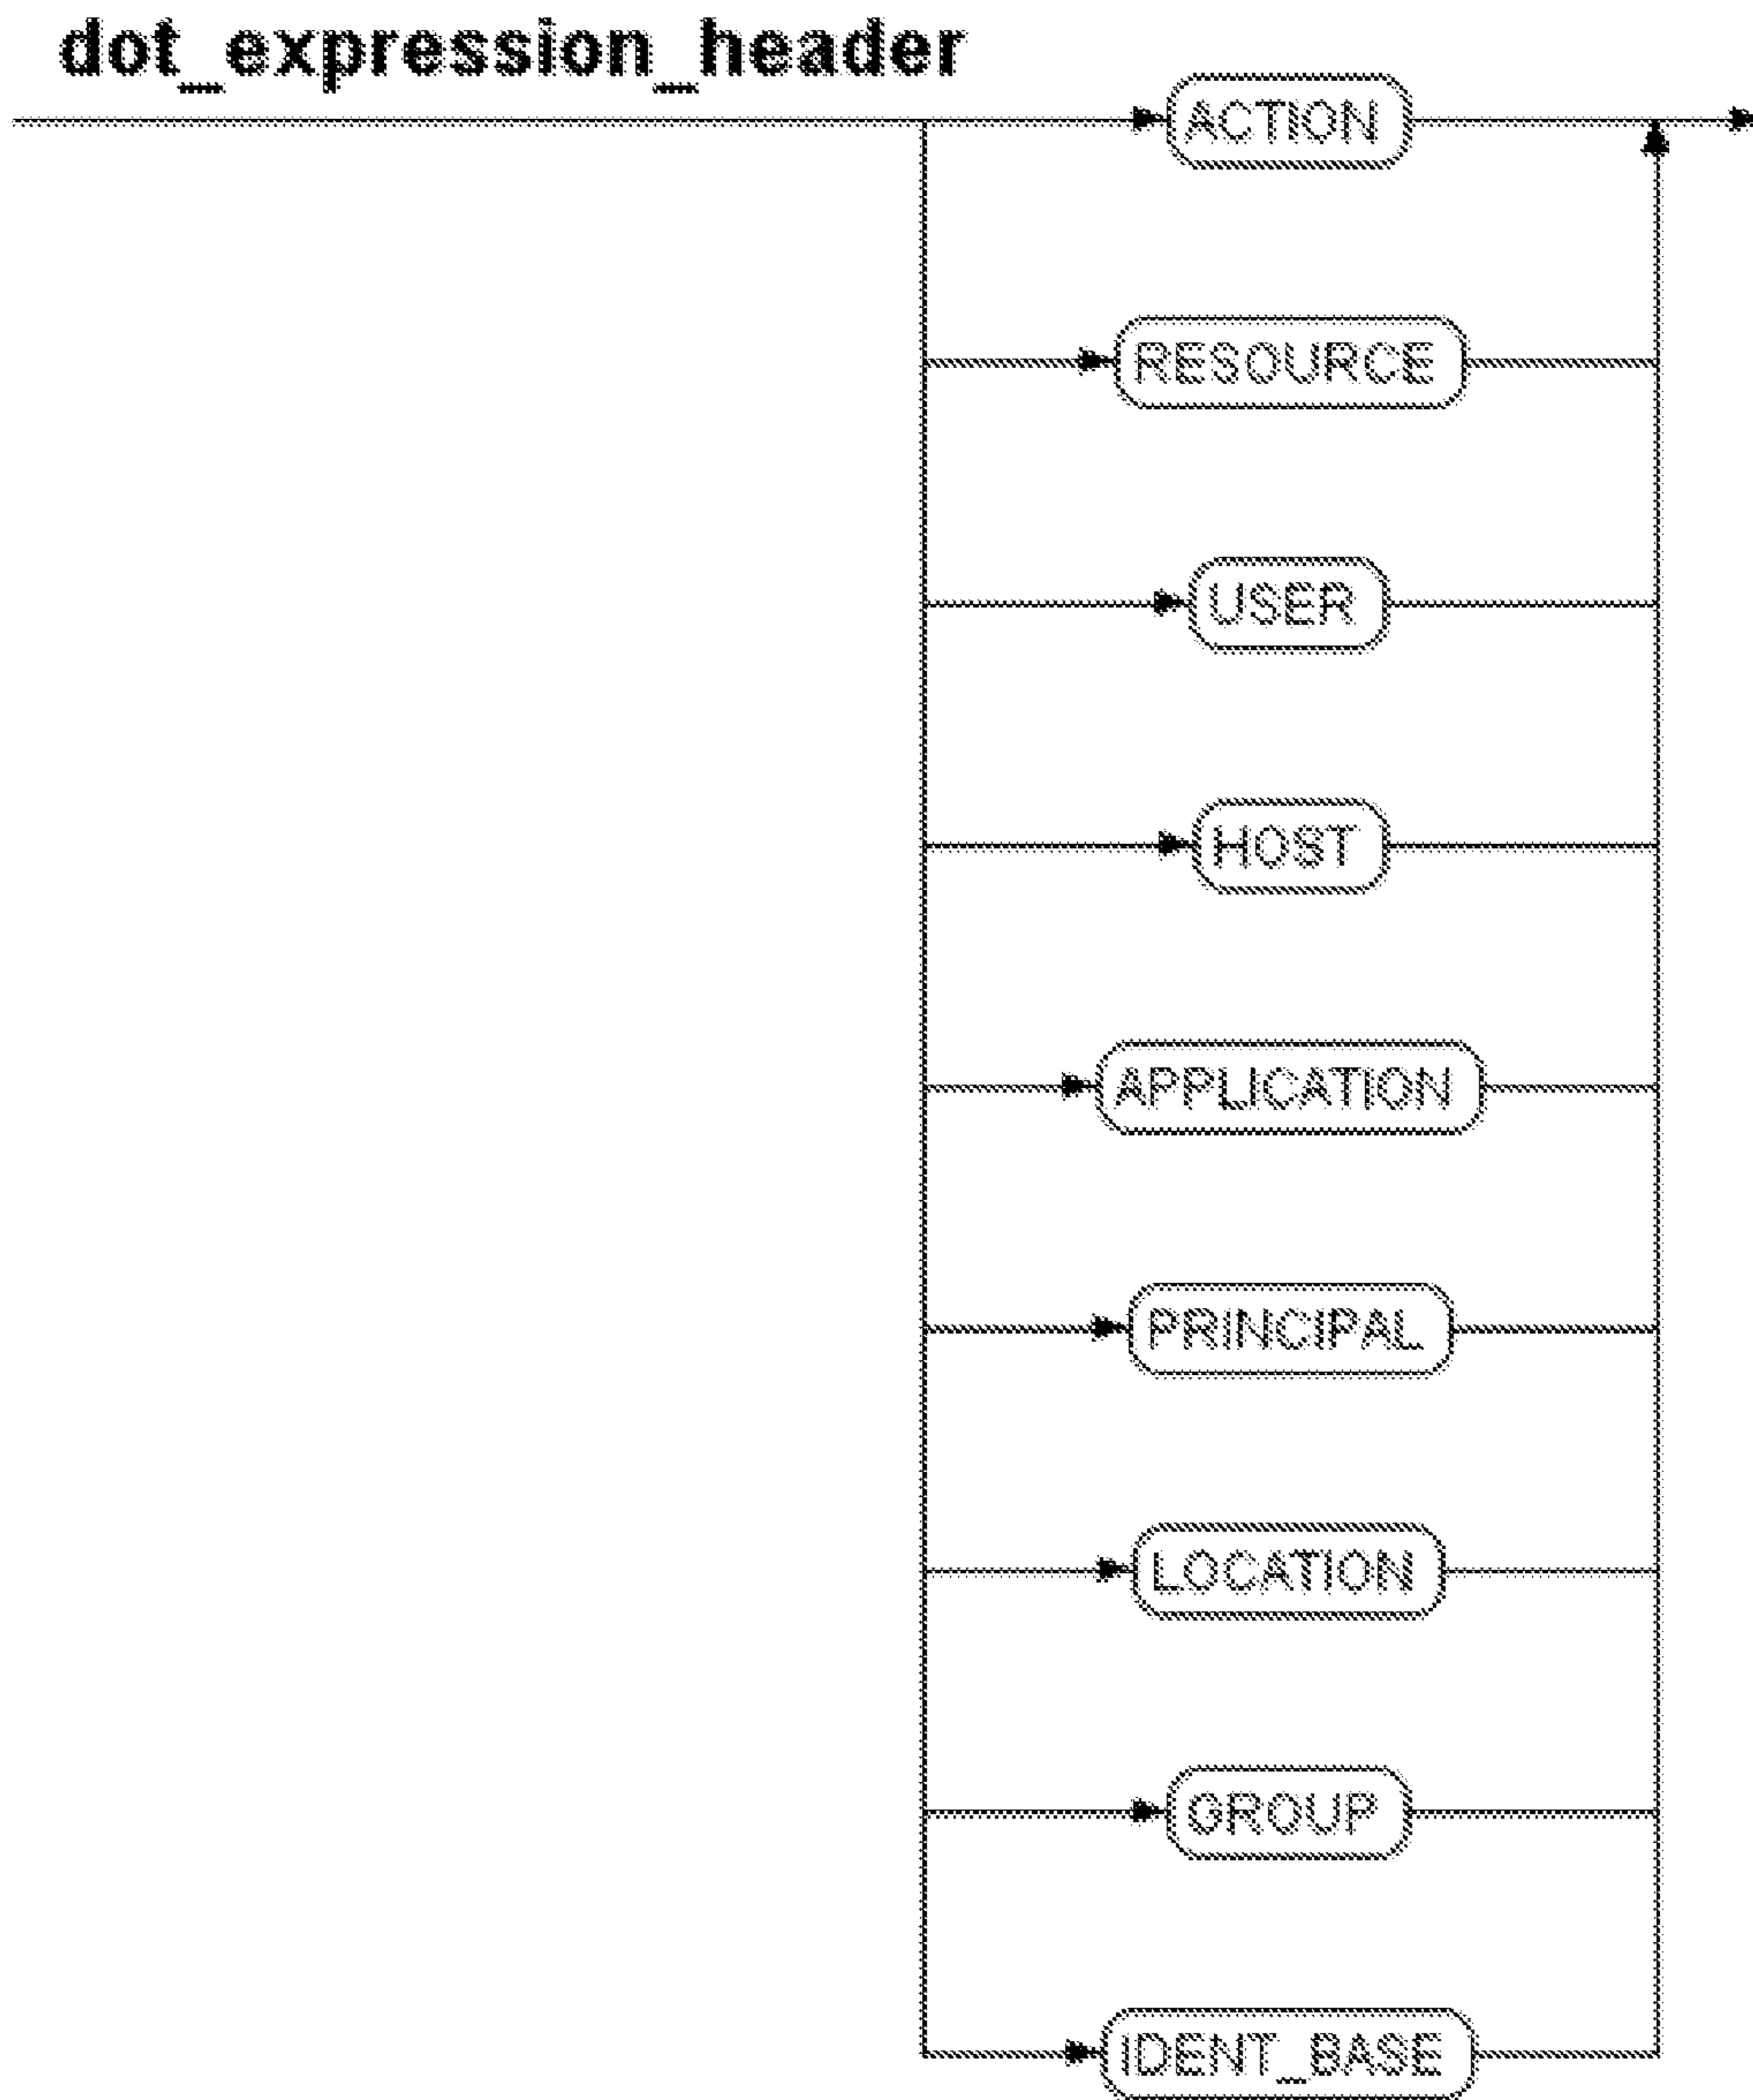 dot_expression_header
ACTION
RESOURCE
USER
HOST
APPLICATION
PRINCIPAL
LOCATION
GROUP
IDENT_BASE